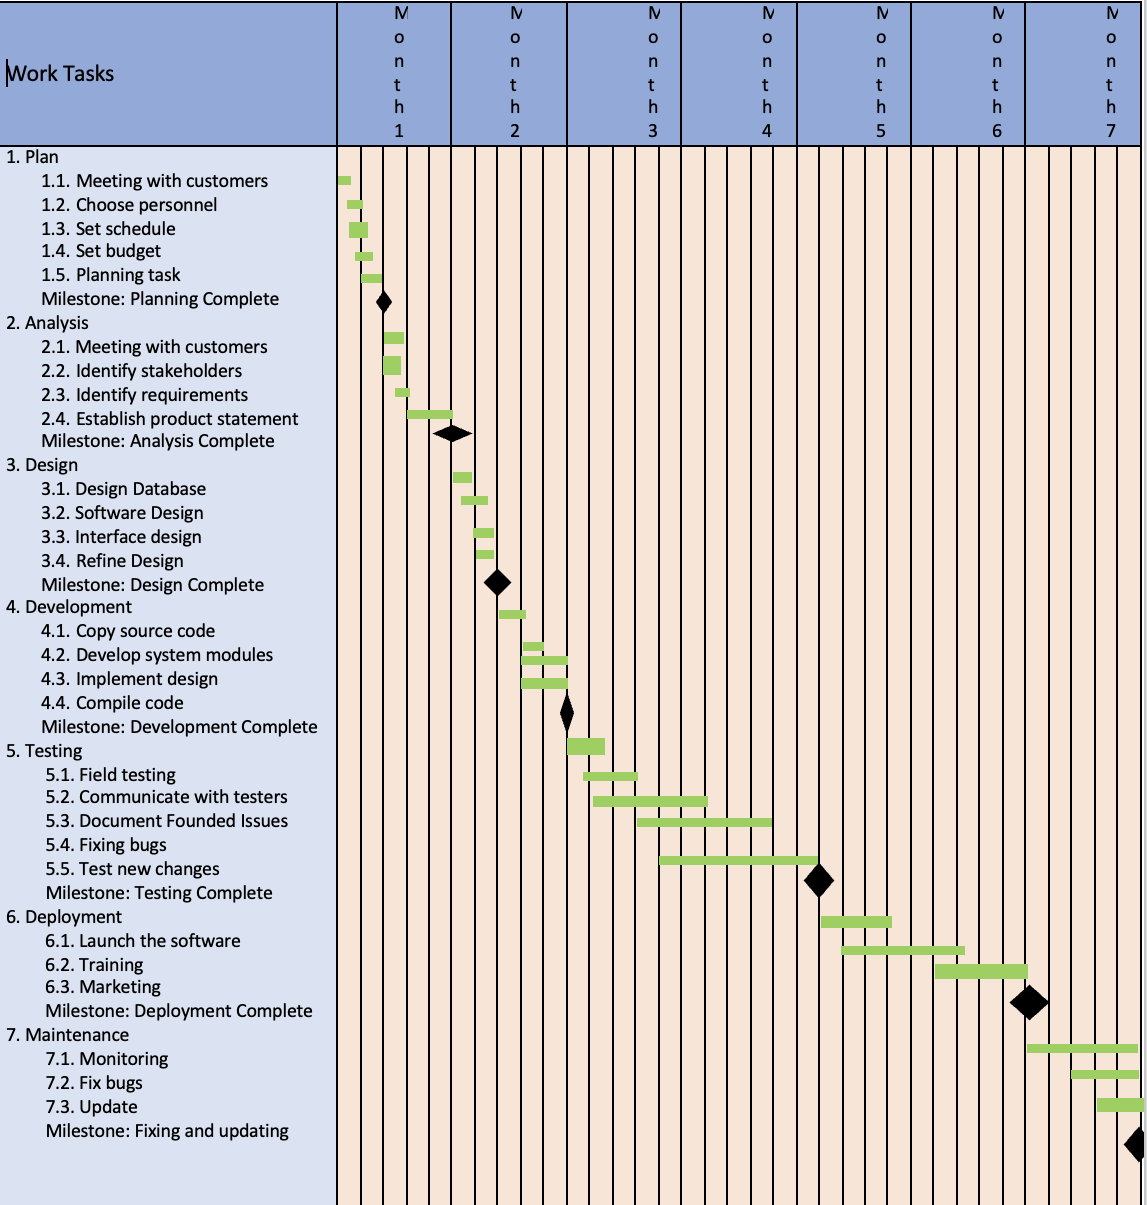 Work Tasks
Month 1
Month 2
Month 3
Month 4
Month 5
Month 6
Month 7
1. Plan
1.1. Meeting with customers
1.2. Choose personnel
1.3. Set schedule
1.4. Set budget
1.5. Planning task
Milestone: Planning Complete
2. Analysis
2.1. Meeting with customers
2.2. Identify stakeholders
2.3. Identify requirements
2.4. Establish product statement
Milestone: Analysis Complete
3. Design
3.1. Design Database
3.2. Software Design
3.3. Interface design
3.4. Refine Design
Milestone: Design Complete
4. Development
4.1. Copy source code
4.2. Develop system modules
4.3. Implement design
4.4. Compile code
Milestone: Development Complete
5. Testing
5.1. Field testing
5.2. Communicate with testers
5.3. Document Founded Issues
5.4. Fixing bugs
5.5. Test new changes
Milestone: Testing Complete
6. Deployment
6.1. Launch the software
6.2. Training
6.3. Marketing
Milestone: Deployment Complete
7. Maintenance
7.1. Monitoring
7.2. Fix bugs
7.3. Update
Milestone: Fixing and updating